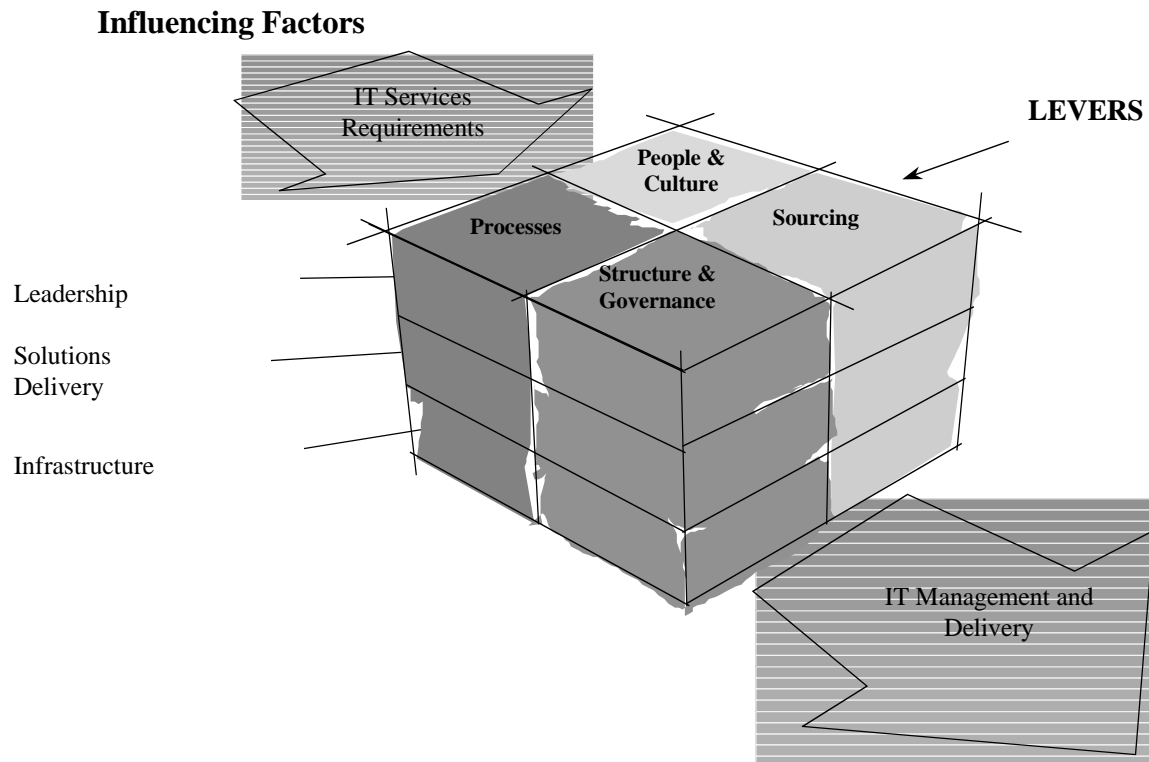 Influencing Factors
IT Services
Requirements
LEVERS
People &
Culture
Processes
Sourcing
Structure &
Governance
Leadership
Solutions
Delivery
Infrastructure
IT Management and
Delivery